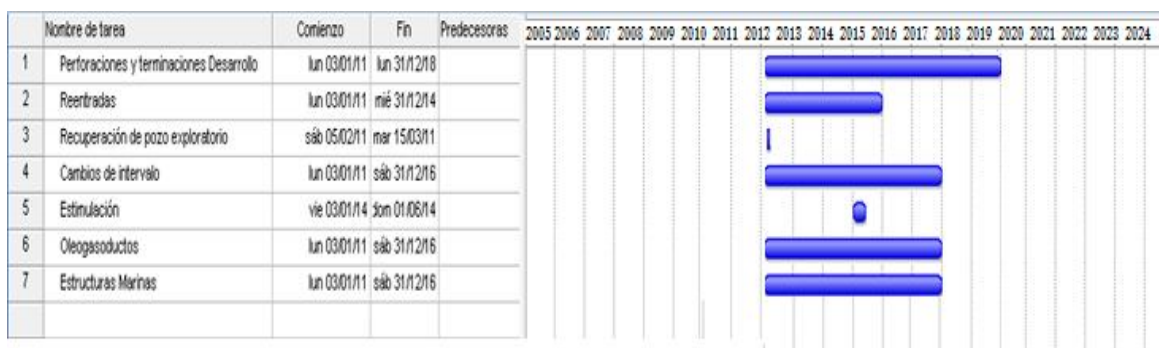 Nombre de tarea Comienzo Fin Predecesoras 2005 2006 2007 2008 2009 2010 2011 2012 2013 2014 2015 2016 2017 2018 2019 2020 2021 2022 2023 2024
1 Perforaciones y terminaciones Desarrollo lun 03/01/11 lun 31/12/18
2 Reentradas lun 03/01/11 mié 31/12/14
3 Recuperación de pozo exploratorio sáb 05/02/11 mar 15/03/11
4 Cambios de intervalo lun 03/01/11 sáb 31/12/16
5 Estimulación vie 03/01/14 dom 01/06/14
6 Oleogasoductos lun 03/01/11 sáb 31/12/16
7 Estructuras Marinas lun 03/01/11 sáb 31/12/16